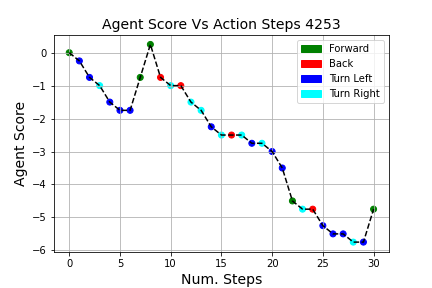 Agent Score Vs Action Steps 4253
Forward
Back
Turn Left
Turn Right
Agent Score
0
−1
−2
−3
−4
−5
−6
0 5 10 15 20 25 30
Num. Steps